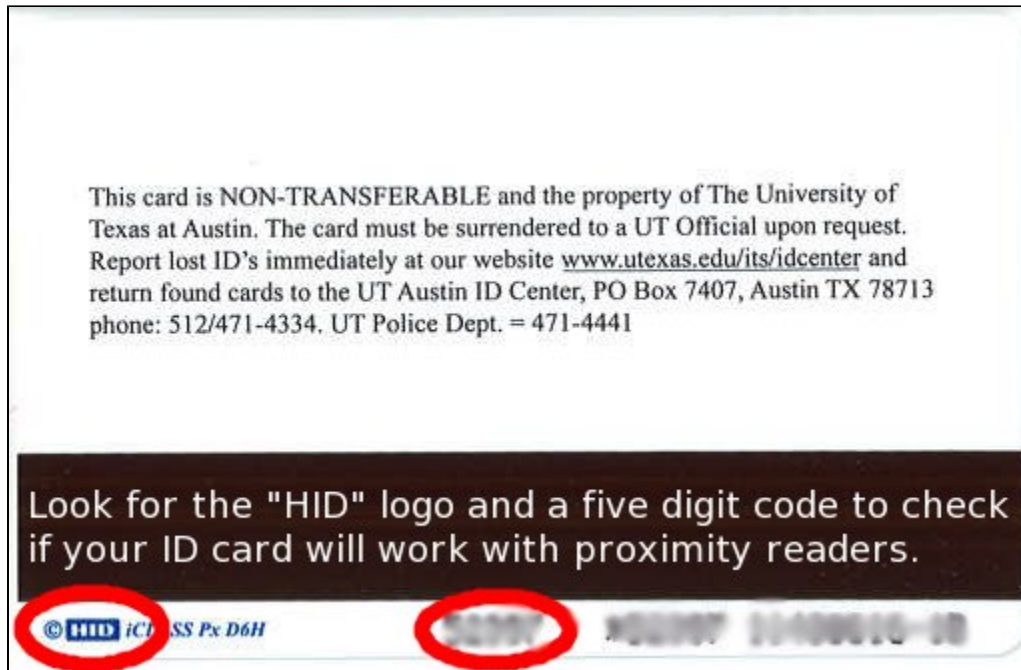 This card is NON-TRANSFERABLE and the property of The University of
Texas at Austin. The card must be surrendered to a UT Official upon request.
Report lost ID's immediately at our website www.utexas.edu/its/idcenter and
return found cards to the UT Austin ID Center, PO Box 7407, Austin TX 78713
phone: 512/471-4334. UT Police Dept. = 471-4441
Look for the "HID" logo and a five digit code to check
if your ID card will work with proximity readers.
© HID Px D6H